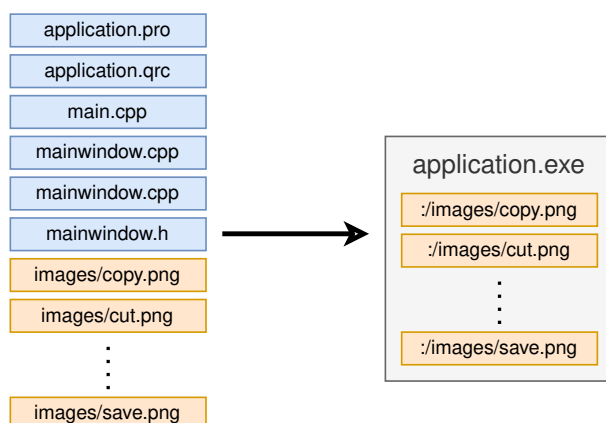 application.pro
application.qrc
main.cpp
mainwindow.cpp
mainwindow.cpp
mainwindow.h
images/copy.png
images/cut.png
images/save.png
application.exe
:/images/copy.png
:/images/cut.png
:/images/save.png